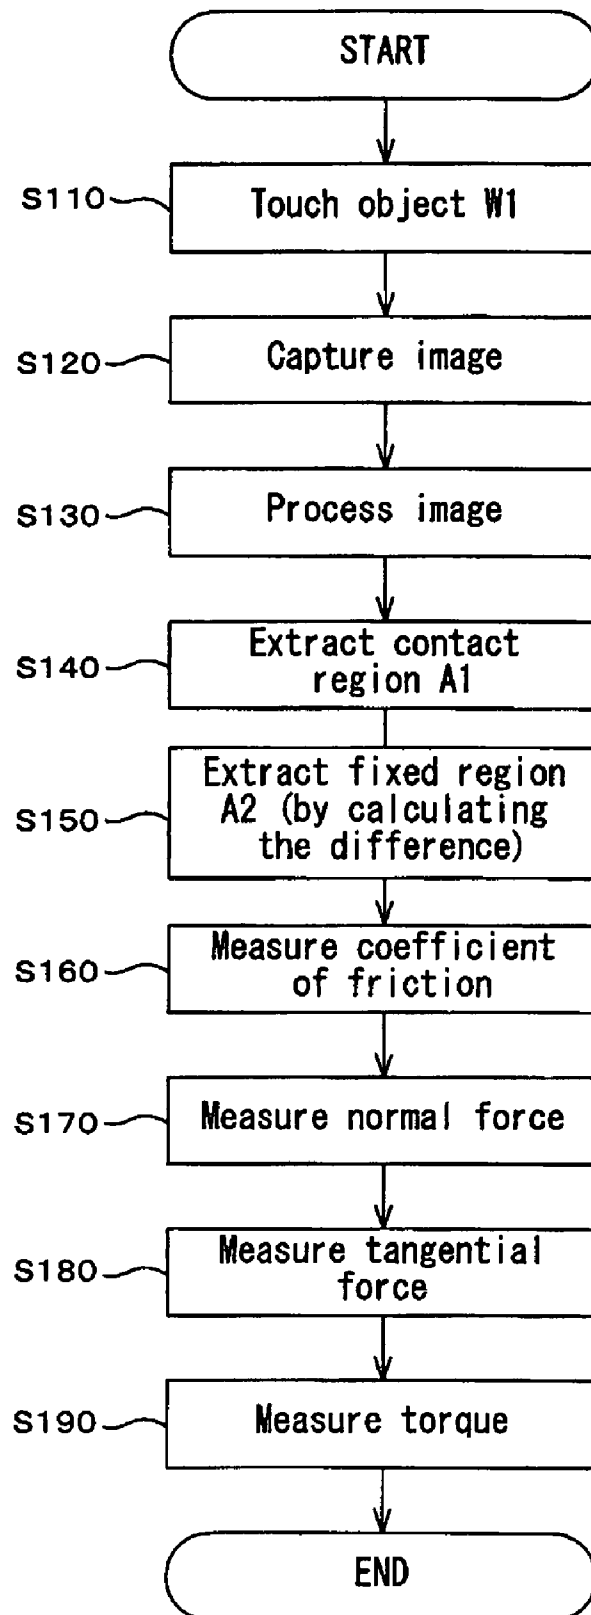 START
S110
Touch object W1
S120
Capture image
S130
Process image
S140
Extract contact
region A1
S150
Extract fixed region
A2 (by calculating
the difference)
S160
Measure coefficient
of friction
S170
Measure normal force
S180
Measure tangential
force
S190
Measure torque
END